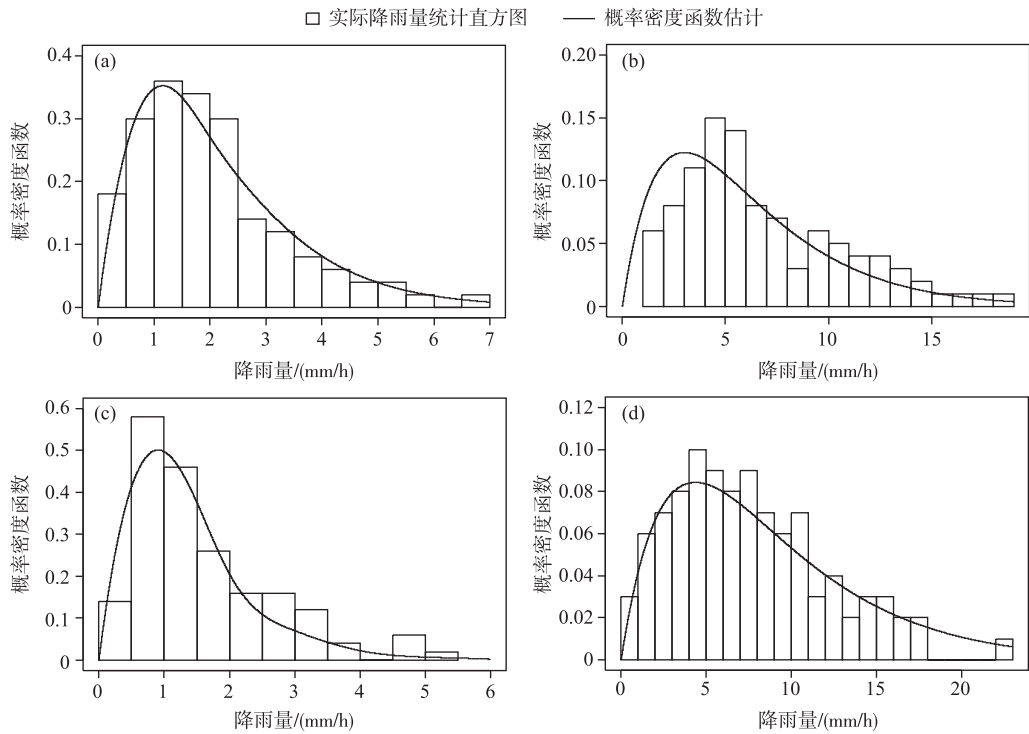 实际降雨量统计直方图 概率密度函数估计
(a)
概率密度函数
0.4
0.3
0.2
0.1
0
0 1 2 3 4 5 6 7
降雨量/(mm/h)
(b)
概率密度函数
0.20
0.15
0.10
0.05
0
0 5 10 15
降雨量/(mm/h)
(c)
概率密度函数
0.6
0.5
0.4
0.3
0.2
0.1
0
0 1 2 3 4 5 6
降雨量/(mm/h)
(d)
概率密度函数
0.12
0.10
0.08
0.06
0.04
0.02
0
0 5 10 15 20
降雨量/(mm/h)